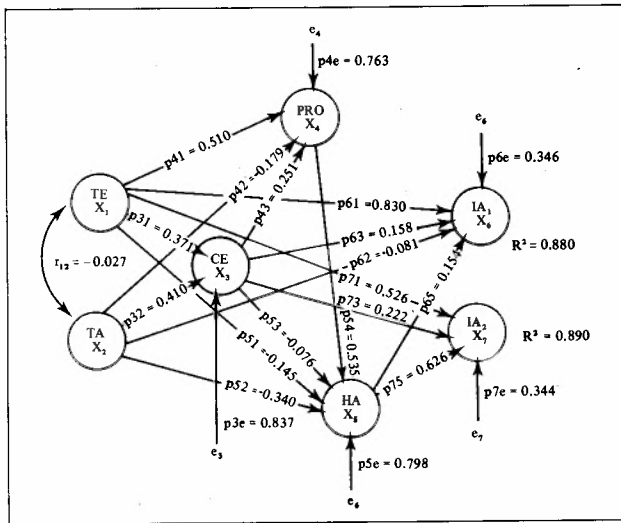 e₄
p4e = 0.763
PRO
X₄
e₆
p6e = 0.346
p41 = 0.510
p42 = -0.179
p43 = 0.251
TE
X₁
p61 = 0.830
IA₁
X₆
R² = 0.880
p31 = 0.371
p63 = 0.158
p62 = -0.081
CE
X₃
r₁₂ = -0.027
p71 = 0.526
p73 = 0.222
p65 = 0.154
p32 = 0.410
IA₂
X₇
R² = 0.890
TA
X₂
p53 = -0.076
p51 = -0.145
p54 = 0.535
p52 = -0.340
p75 = 0.626
HA
X₅
p7e = 0.344
p3e = 0.837
e₇
e₃
p5e = 0.798
e₆